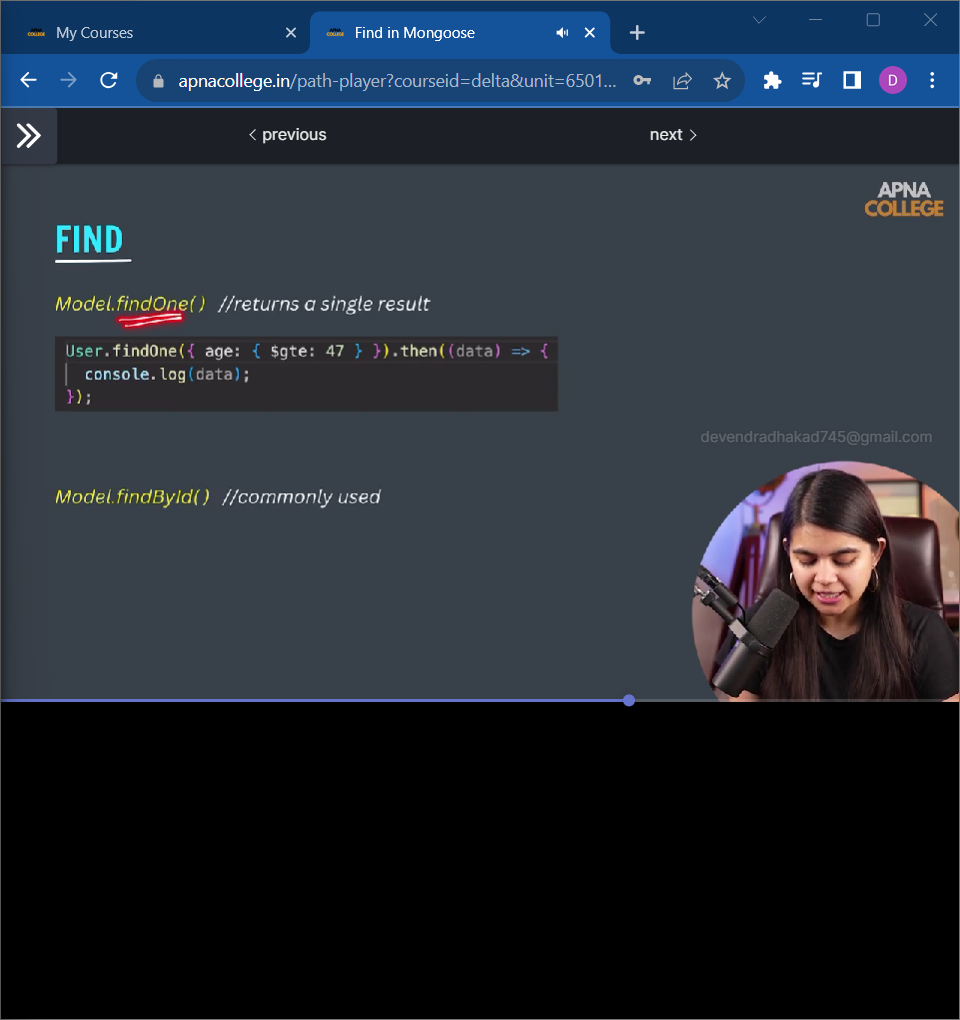 My Courses
Find in Mongoose
apnacollege.in/path-player?courseid=delta&unit=6501...
D
previous
next
APNA
COLLEGE
FIND
Model.findOne() //returns a single result
User.findOne({ age: { $gte: 47 } }).then((data) => {
console.log(data);
});
devendradhakad745@gmail.com
Model.findById() //commonly used